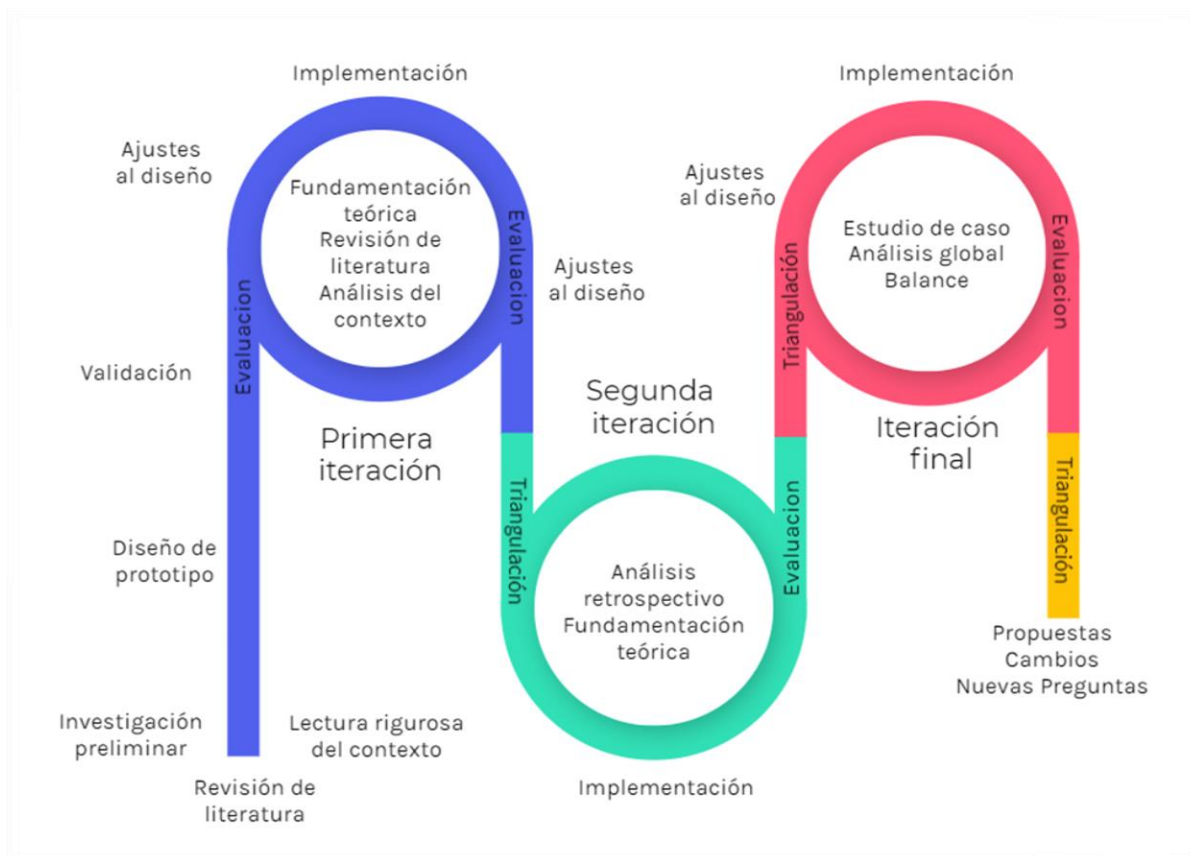 Implementación
Ajustes
al diseño
Fundamentación
teórica
Revisión de
literatura
Análisis del
contexto
Evaluacion
Evaluacion
Ajustes
al diseño
Validación
Primera
iteración
Diseño de
prototipo
Investigación
preliminar
Lectura rigurosa
del contexto
Revisión de
literatura
Segunda
iteración
Triangulación
Análisis
retrospectivo
Fundamentación
teórica
Evaluacion
Implementación
Implementación
Ajustes
al diseño
Triangulación
Estudio de caso
Análisis global
Balance
Evaluacion
Iteración
final
Triangulación
Propuestas
Cambios
Nuevas Preguntas